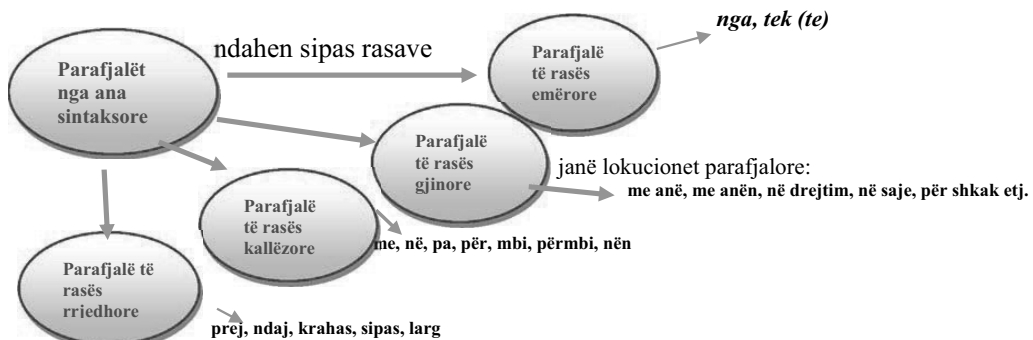 nga, tek (te)
ndahen sipas rasave
Parafjalët
nga ana
sintaksore
Parafjalë
të rasës
emërore
Parafjalë
të rasës
gjinore
janë lokucionet parafjalore:
me anë, me anën, në drejtim, në saje, për shkak etj.
Parafjalë
të rasës
kallëzore
me, në, pa, për, mbi, përmbi, nën
Parafjalë të
rasës
rrjedhore
prej, ndaj, krahas, sipas, larg